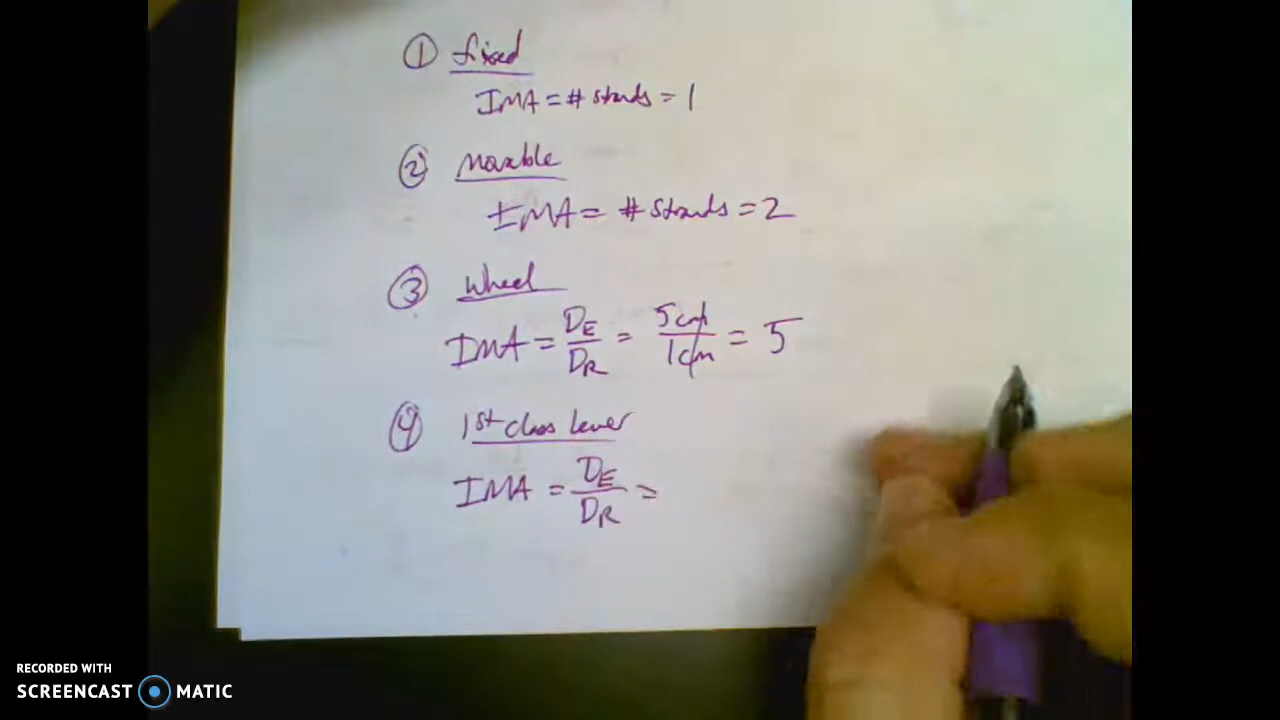 ① fixed
IMA = # strands = 1
② Movable
IMA = # strands = 2
③ Wheel
IMA = DE/DR = 5cm/1cm = 5
④ 1st class lever
IMA = DE/DR =
RECORDED WITH
SCREENCAST MATIC